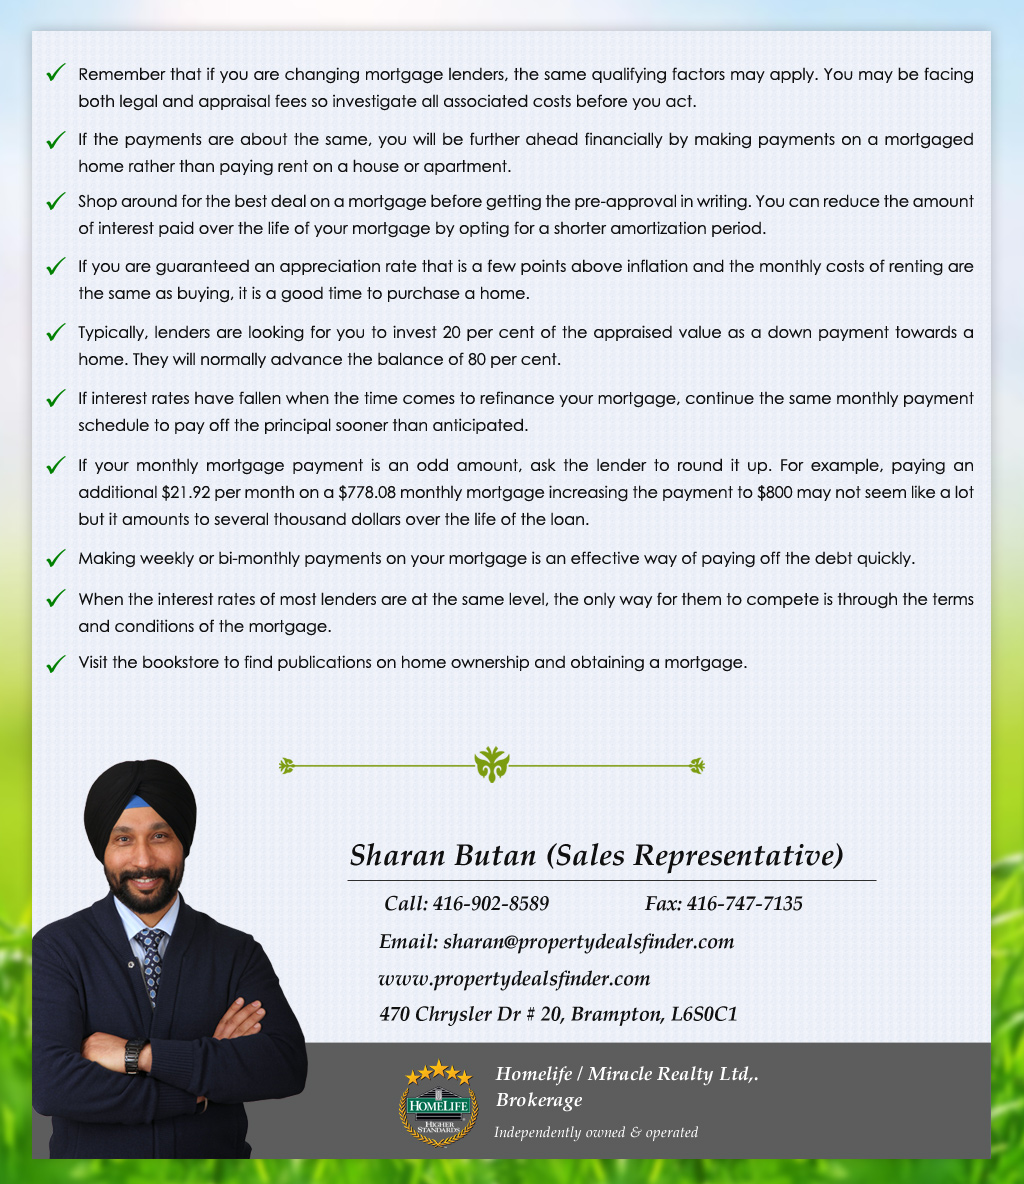 Remember that if you are changing mortgage lenders, the same qualifying factors may apply. You may be facing
both legal and appraisal fees so investigate all associated costs before you act.
If the payments are about the same, you will be further ahead financially by making payments on a mortgaged
home rather than paying rent on a house or apartment.
Shop around for the best deal on a mortgage before getting the pre-approval in writing. You can reduce the amount
of interest paid over the life of your mortgage by opting for a shorter amortization period.
If you are guaranteed an appreciation rate that is a few points above inflation and the monthly costs of renting are
the same as buying, it is a good time to purchase a home.
Typically, lenders are looking for you to invest 20 per cent of the appraised value as a down payment towards a
home. They will normally advance the balance of 80 per cent.
If interest rates have fallen when the time comes to refinance your mortgage, continue the same monthly payment
schedule to pay off the principal sooner than anticipated.
If your monthly mortgage payment is an odd amount, ask the lender to round it up. For example, paying an
additional $21.92 per month on a $778.08 monthly mortgage increasing the payment to $800 may not seem like a lot
but it amounts to several thousand dollars over the life of the loan.
Making weekly or bi-monthly payments on your mortgage is an effective way of paying off the debt quickly.
When the interest rates of most lenders are at the same level, the only way for them to compete is through the terms
and conditions of the mortgage.
Visit the bookstore to find publications on home ownership and obtaining a mortgage.
Sharan Butan (Sales Representative)
Call: 416-902-8589 Fax: 416-747-7135
Email: sharan@propertydealsfinder.com
www.propertydealsfinder.com
470 Chrysler Dr # 20, Brampton, L6S0C1
Homelife / Miracle Realty Ltd,.
Brokerage
Independently owned & operated
HOMELIFE
HIGHER
STANDARDS